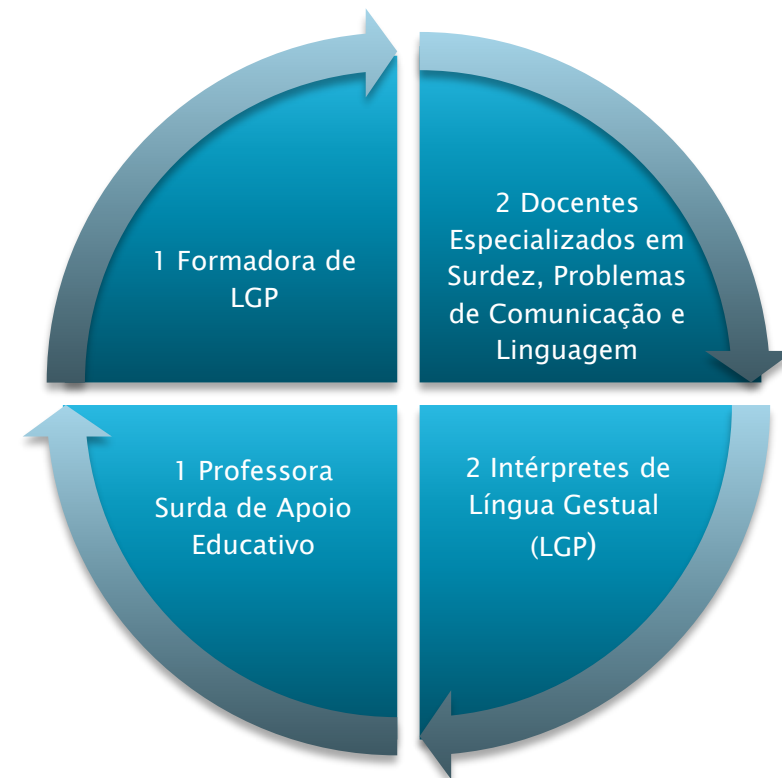 1 Formadora de
LGP
2 Docentes
Especializados em
Surdez, Problemas
de Comunicação e
Linguagem
1 Professora
Surda de Apoio
Educativo
2 Intérpretes de
Língua Gestual
(LGP)